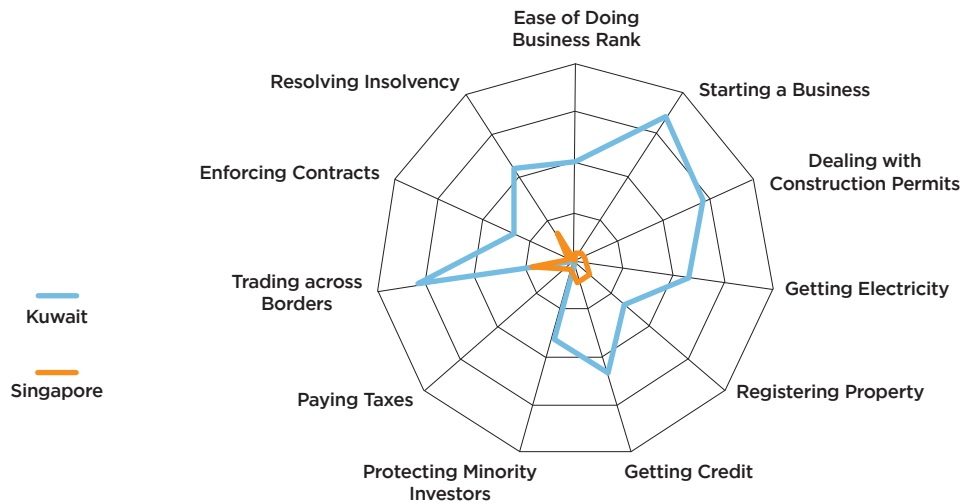 Ease of Doing
Business Rank
Starting a Business
Dealing with
Construction Permits
Getting Electricity
Registering Property
Getting Credit
Protecting Minority
Investors
Paying Taxes
Trading across
Borders
Enforcing Contracts
Resolving Insolvency
Kuwait
Singapore